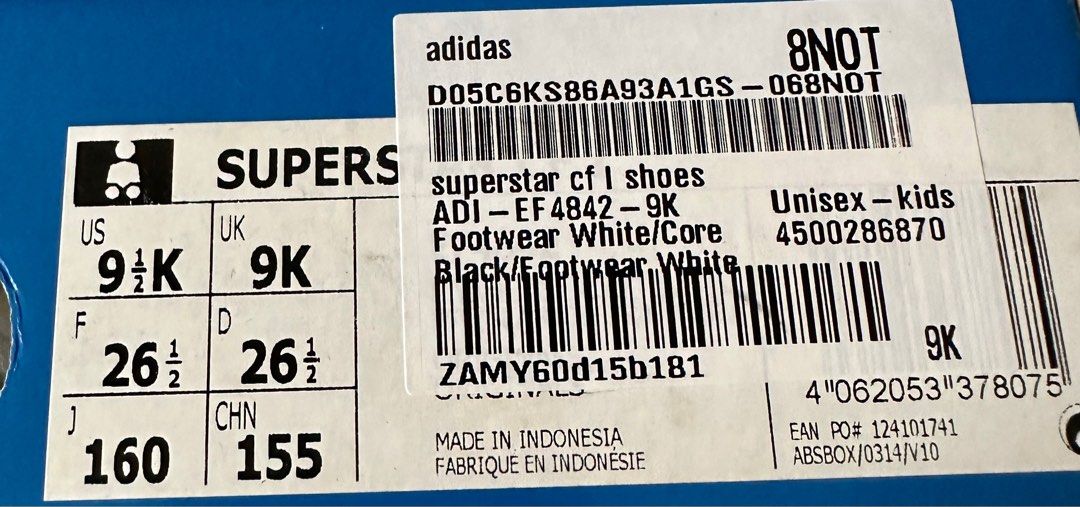 adidas
8NOT
D05C6KS86A93A1GS-068NOT
superstar cf I shoes
ADI-EF4842-9K
Unisex-kids
Footwear White/Core
4500286870
Black/Footwear White
9K
ZAMY60d15b181
SUPERS
US
9½K
UK
9K
F
26½
D
26½
J
160
CHN
155
4"062053"378075"
MADE IN INDONESIA
FABRIQUÉ EN INDONÉSIE
EAN PO# 124101741
ABSBOX/0314/V10